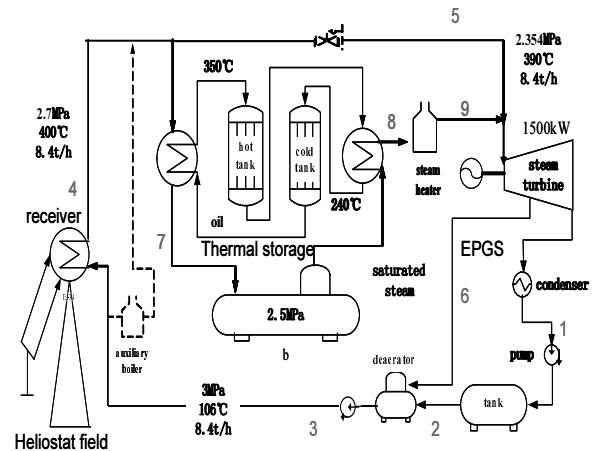 5
2.354MPa
390℃
8.4t/h
350℃
2.7MPa
400℃
8.4t/h
8
9
1500kW
hot
tank
cold
tank
steam
heater
steam
turbine
4
receiver
oil
240℃
7
Thermal storage
EPGS
saturated
steam
6
condenser
2.5MPa
b
1
pump
auxiliary
boiler
deaerator
tank
3MPa
106℃
8.4t/h
3
2
Heliostat field